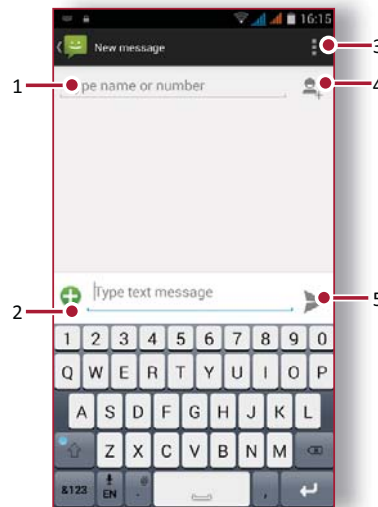 16:15
New message
3
1
Type name or number
4
Type text message
5
2
1 2 3 4 5 6 7 8 9 0
Q W E R T Y U I O P
A S D F G H J K L
Z X C V B N M
&123 EN @ . ,